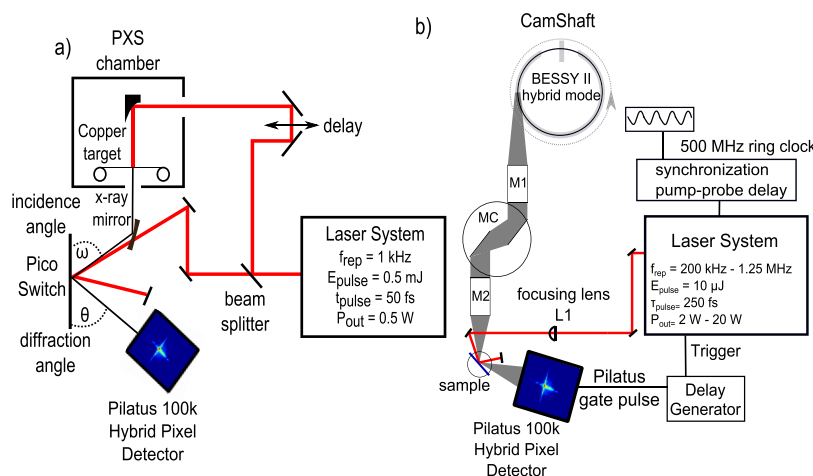 a)
PXS
chamber
Copper
target
delay
x-ray
mirror
incidence
angle
ω
Pico
Switch
θ
diffraction
angle
beam
splitter
Laser System
f_rep = 1 kHz
E_pulse = 0.5 mJ
t_pulse = 50 fs
P_out = 0.5 W
Pilatus 100k
Hybrid Pixel
Detector
b)
CamShaft
BESSY II
hybrid mode
500 MHz ring clock
synchronization
pump-probe delay
M1
MC
M2
focusing lens
L1
Laser System
f_rep = 200 kHz - 1.25 MHz
E_pulse = 10 µJ
τ_pulse= 250 fs
P_out= 2 W - 20 W
Trigger
sample
Pilatus
gate pulse
Delay
Generator
Pilatus 100k
Hybrid Pixel
Detector